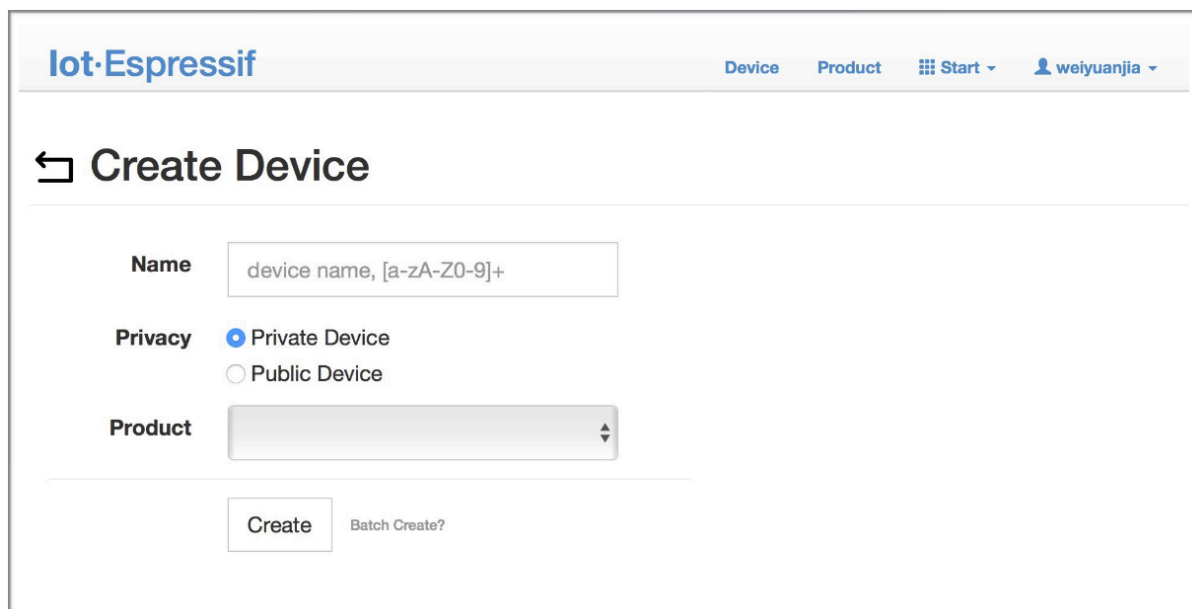 Iot·Espressif
Device Product Start weiyuanjia
Create Device
Name device name, [a-zA-Z0-9]+
Privacy Private Device
Public Device
Product
Create Batch Create?